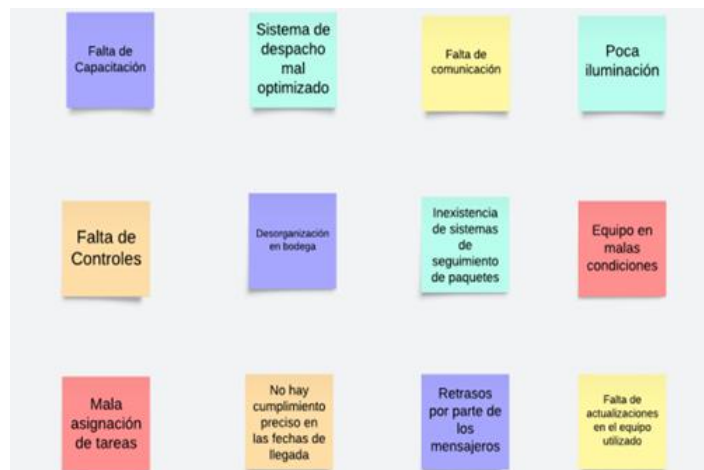 Falta de
Capacitación
Sistema de
despacho
mal
optimizado
Falta de
comunicación
Poca
iluminación
Falta de
Controles
Desorganización
en bodega
Inexistencia
de sistemas
de
seguimiento
de paquetes
Equipo en
malas
condiciones
Mala
asignación
de tareas
No hay
cumplimiento
preciso en
las fechas de
llegada
Retrasos
por parte de
los
mensajeros
Falta de
actualizaciones
en el equipo
utilizado